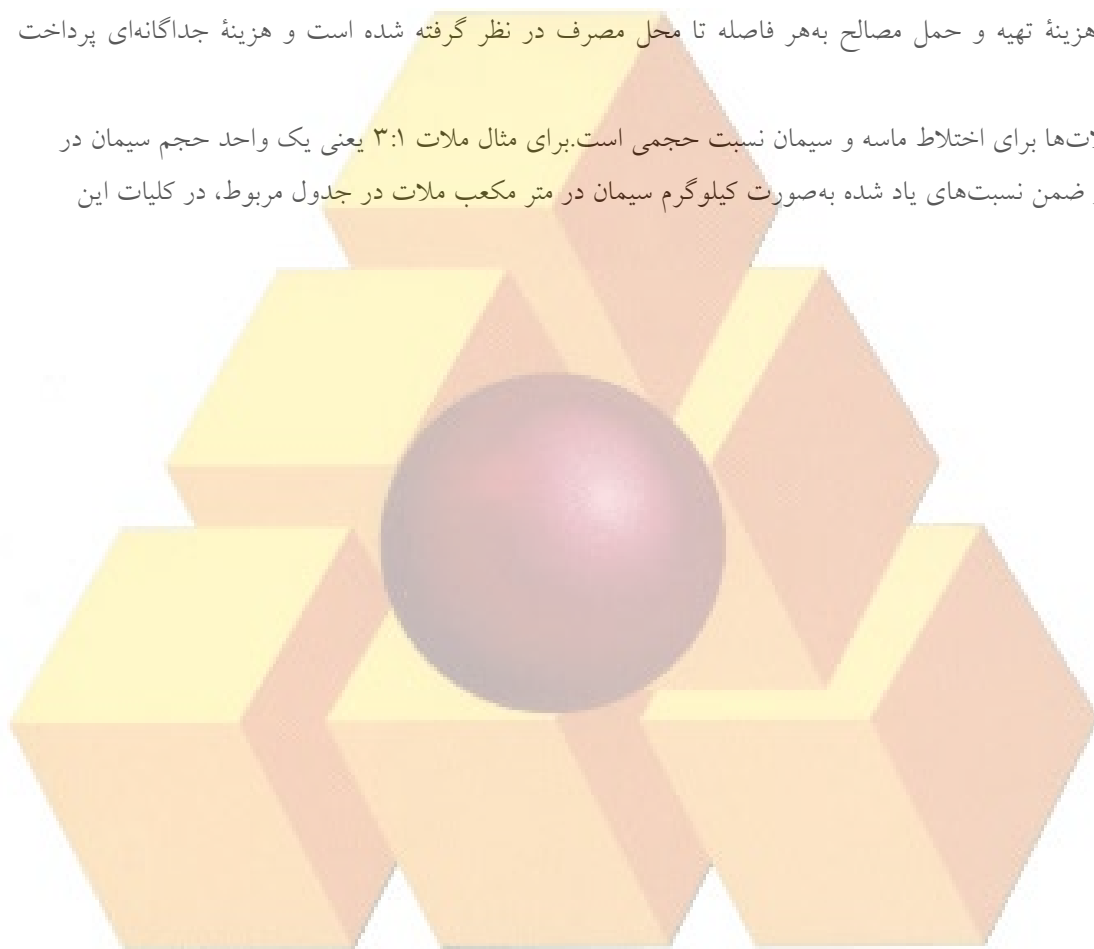 هزینهٔ تهیه و حمل مصالح به‌هر فاصله تا محل مصرف در نظر گرفته شده است و هزینهٔ جداگانه‌ای پرداخت
برای اختلاط ماسه و سیمان نسبت حجمی است.برای مثال ملات ۳:۱ یعنی یک واحد حجم سیمان در
ضمن نسبت‌های یاد شده به‌صورت کیلوگرم سیمان در متر مکعب ملات در جدول مربوط، در کلیات این